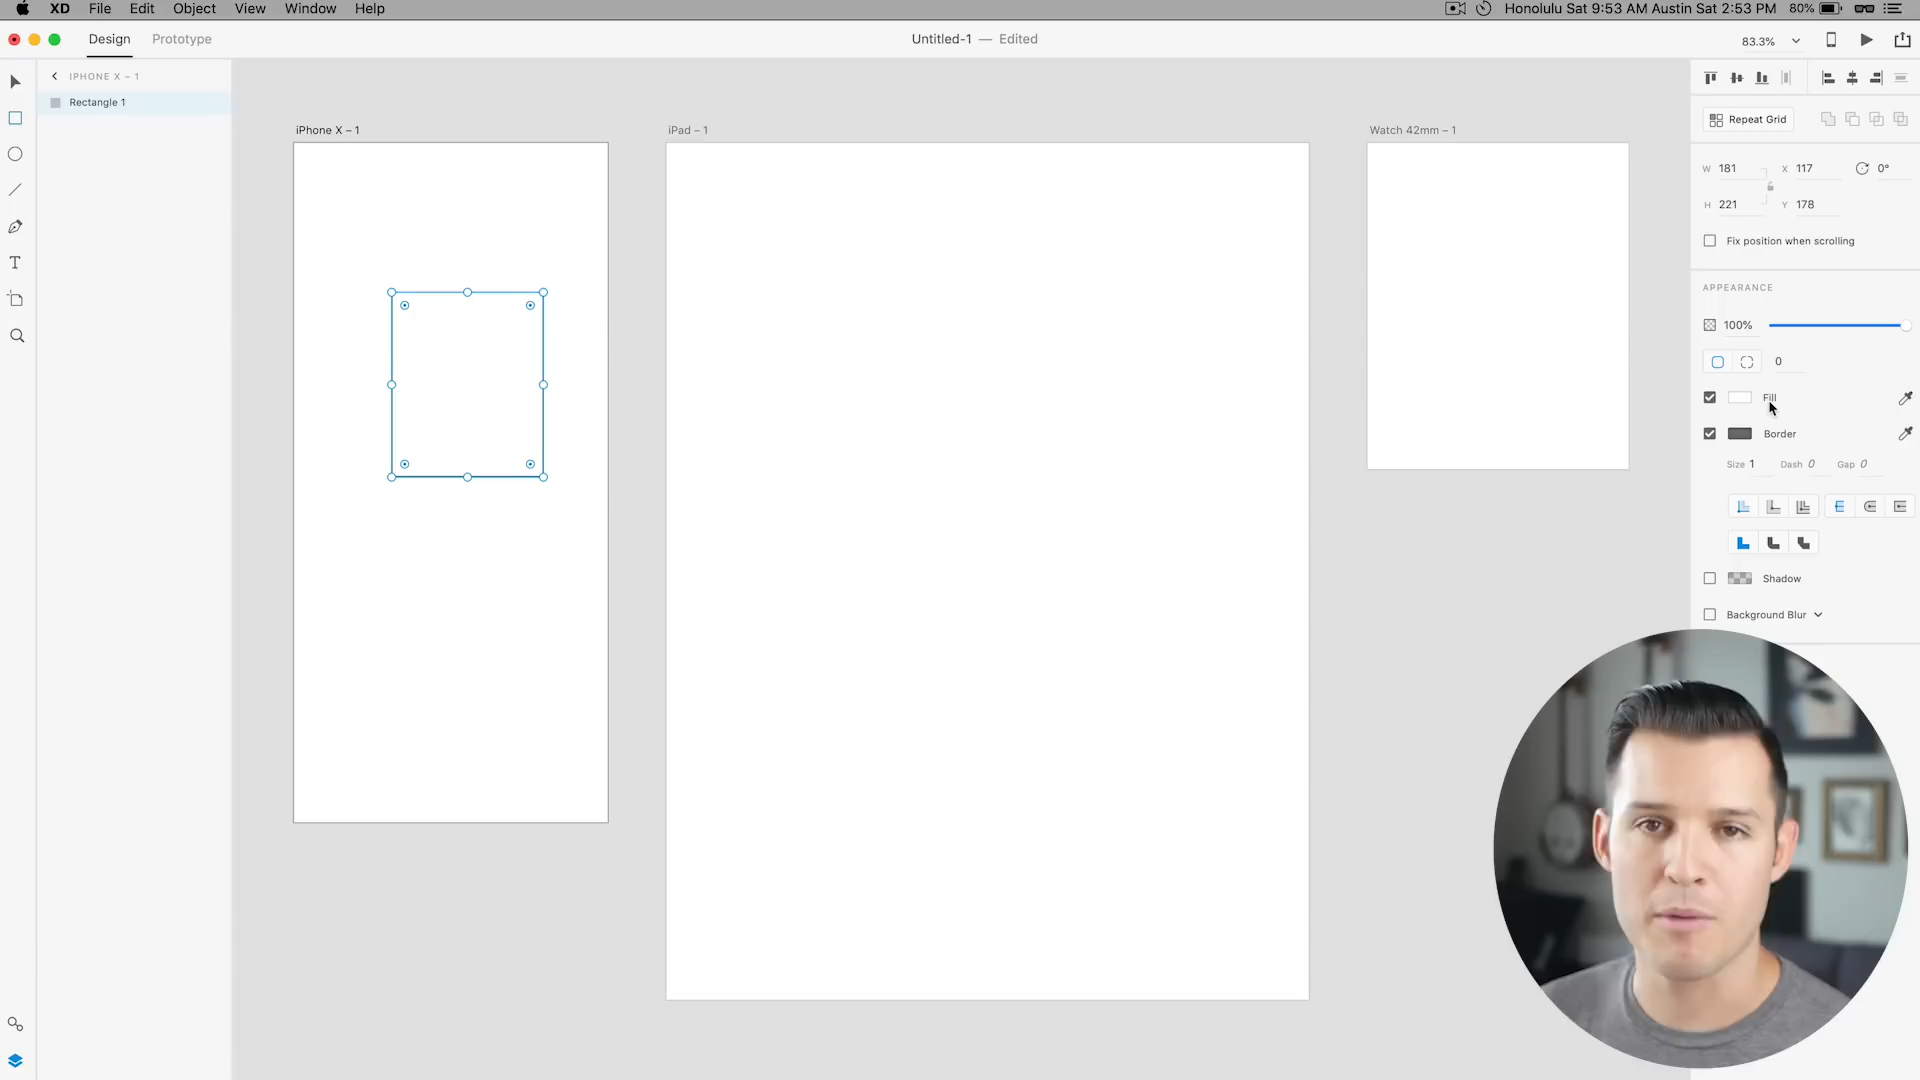 XD File Edit Object View Window Help
Honolulu Sat 9:53 AM Austin Sat 2:53 PM 80%
Design Prototype
Untitled-1 — Edited
83.3%
IPHONE X – 1
Rectangle 1
iPhone X – 1
iPad – 1
Watch 42mm – 1
Repeat Grid
W 181 X 117 0°
H 221 Y 178
Fix position when scrolling
APPEARANCE
100%
0
Fill
Border
Size 1 Dash 0 Gap 0
Shadow
Background Blur